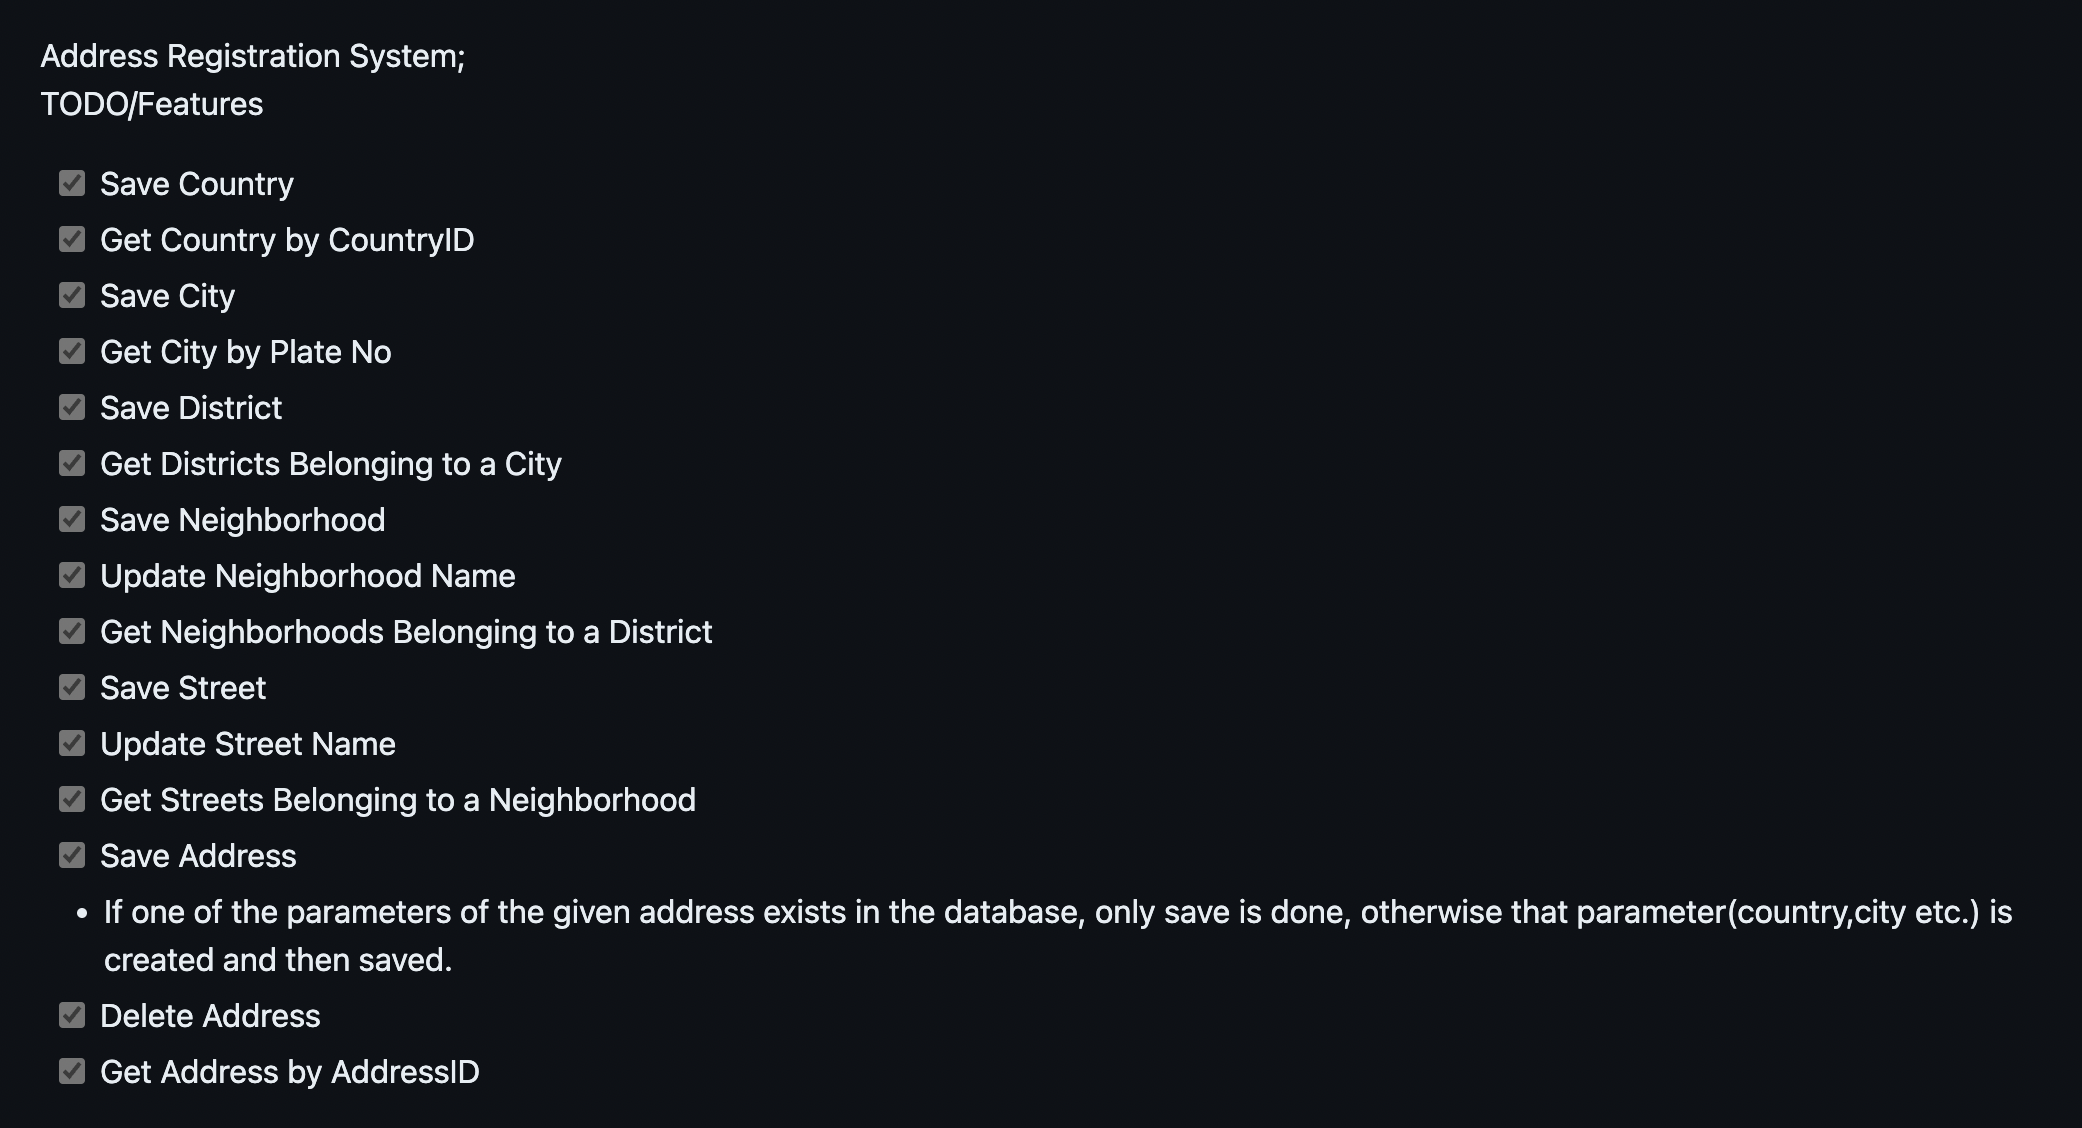 Address Registration System;
TODO/Features
Save Country
Get Country by CountryID
Save City
Get City by Plate No
Save District
Get Districts Belonging to a City
Save Neighborhood
Update Neighborhood Name
Get Neighborhoods Belonging to a District
Save Street
Update Street Name
Get Streets Belonging to a Neighborhood
Save Address
If one of the parameters of the given address exists in the database, only save is done, otherwise that parameter(country,city etc.) is
created and then saved.
Delete Address
Get Address by AddressID